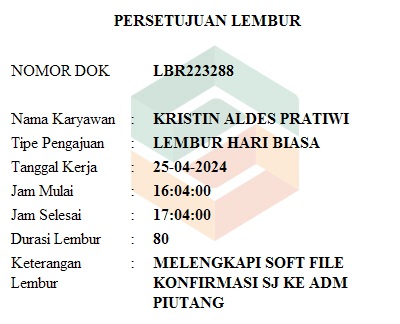 PERSETUJUAN LEMBUR
NOMOR DOK LBR223288
Nama Karyawan : KRISTIN ALDES PRATIWI
Tipe Pengajuan : LEMBUR HARI BIASA
Tanggal Kerja : 25-04-2024
Jam Mulai : 16:04:00
Jam Selesai : 17:04:00
Durasi Lembur : 80
Keterangan : MELENGKAPI SOFT FILE
Lembur KONFIRMASI SJ KE ADM
PIUTANG